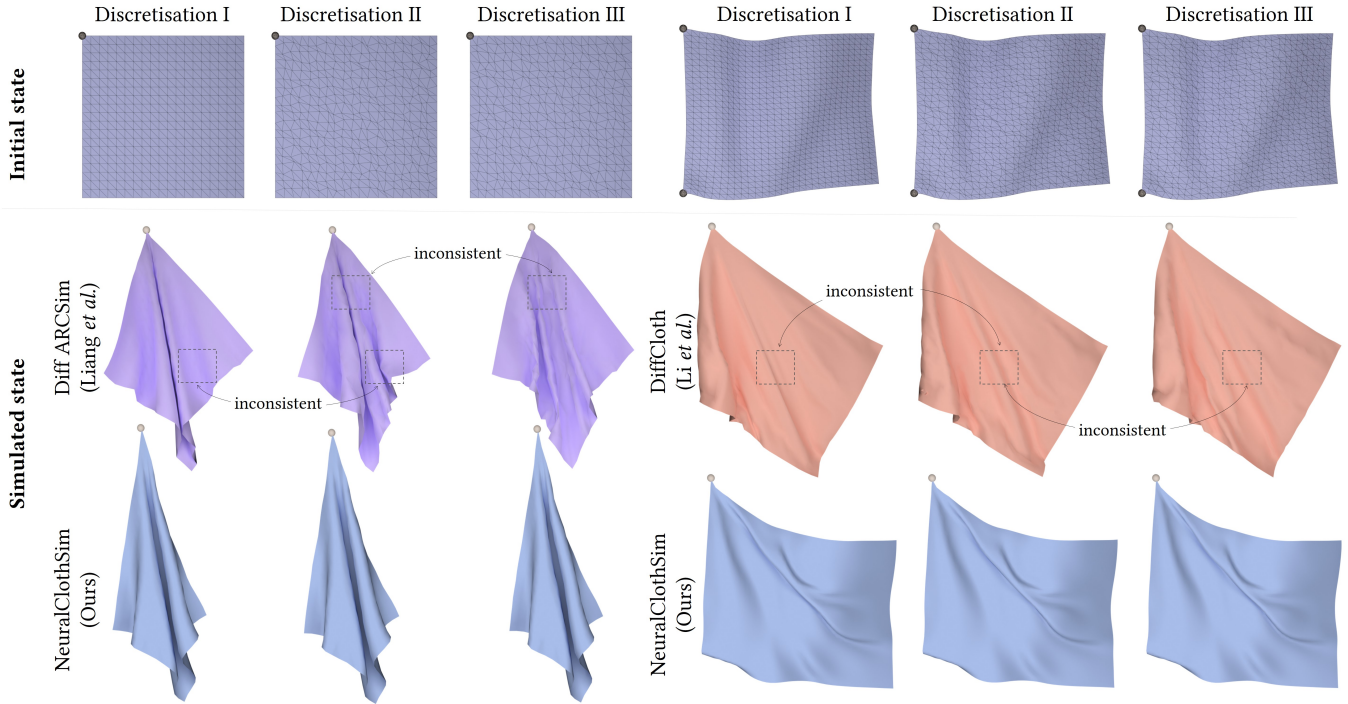 Discretisation I
Discretisation II
Discretisation III
Discretisation I
Discretisation II
Discretisation III
Initial state
Simulated state
Diff ARCSim
(Liang et al.)
inconsistent
inconsistent
DiffCloth
(Li et al.)
inconsistent
inconsistent
NeuralClothSim
(Ours)
NeuralClothSim
(Ours)